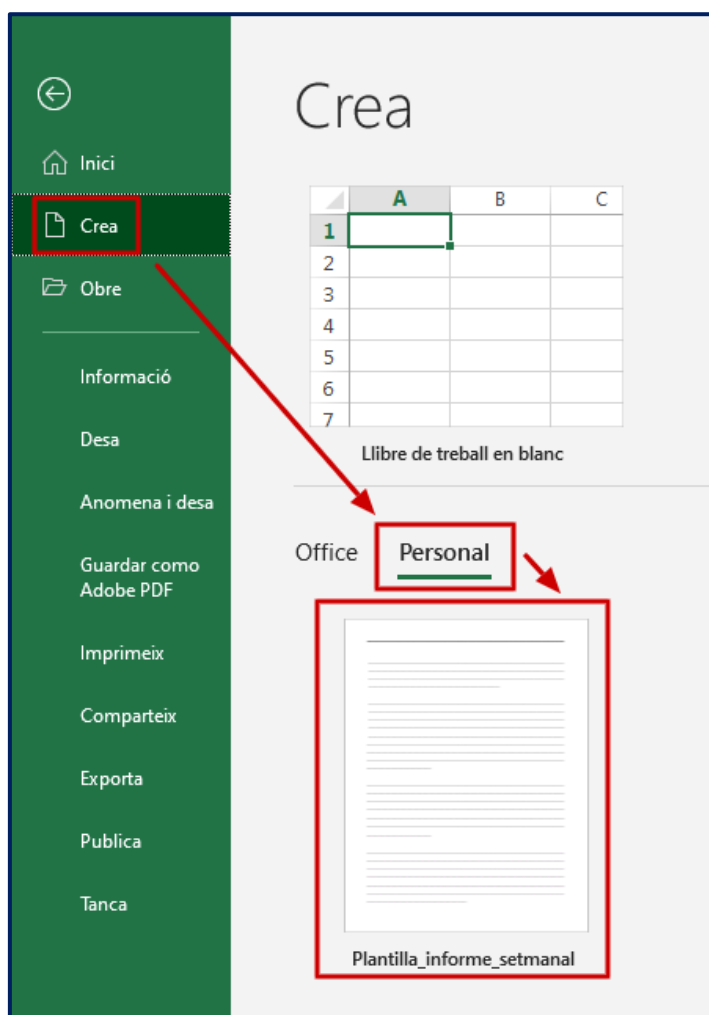 Inici
Crea
Obre
Informació
Desa
Anomena i desa
Guardar como
Adobe PDF
Imprimeix
Comparteix
Exporta
Publica
Tanca
Crea
A B C
1
2
3
4
5
6
7
Llibre de treball en blanc
Office Personal
Plantilla_informe_setmanal